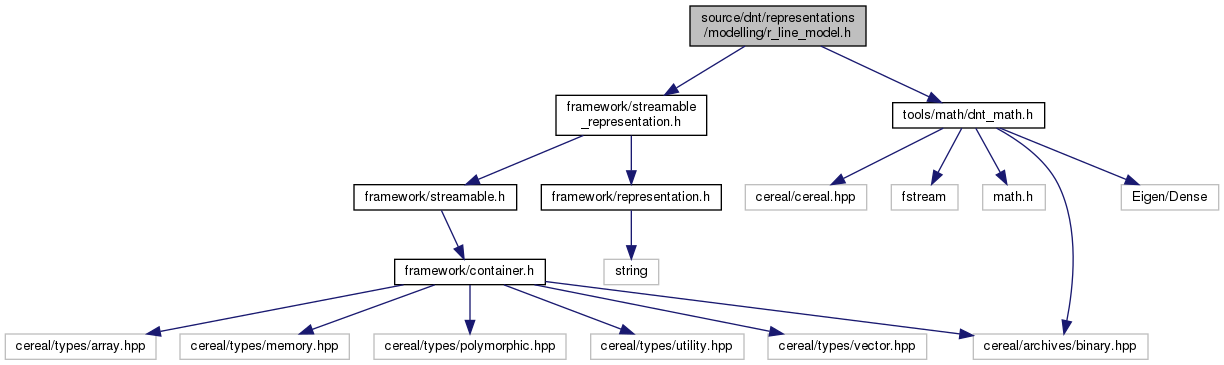 source/dnt/representations
/modelling/r_line_model.h
framework/streamable
_representation.h
tools/math/dnt_math.h
framework/streamable.h
framework/representation.h
cereal/cereal.hpp
fstream
math.h
Eigen/Dense
framework/container.h
string
cereal/types/array.hpp
cereal/types/memory.hpp
cereal/types/polymorphic.hpp
cereal/types/utility.hpp
cereal/types/vector.hpp
cereal/archives/binary.hpp